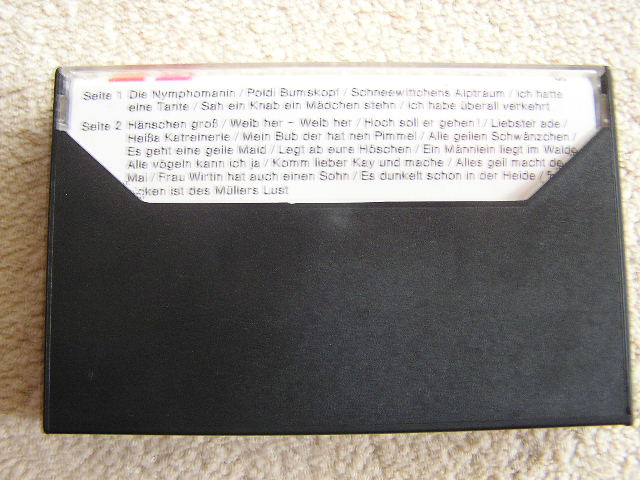 Seite 1 Die Nymphomanin / Poldi Bumskopf / Schneewittchens Alptraum / Ich hatte
eine Tante / Sah ein Knab ein Mädchen stehn / Ich habe überall verkehrt
Seite 2 Hänschen groß / Weib her - Weib her / Hoch soll er gehen! / Liebster ade /
Heißa Katreinerle / Mein Bub der hat nen Pimmel / Alle geilen Schwänzchen /
Es geht eine geile Maid / Legt ab eure Höschen / Ein Männlein liegt im Walde
Alle vögeln kann ich ja / Komm lieber Kay und mache / Alles geil macht de
Mai / Frau Wirtin hat auch einen Sohn / Es dunkelt schon in der Heide /
ist des Müllers Lust